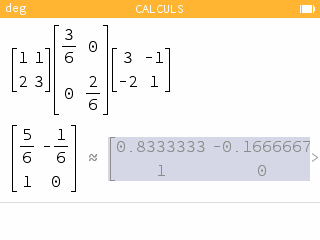 deg CALCULS
[1 1; 2 3] [3/6 0; 0 2/6] [3 -1; -2 1]
[5/6 -1/6; 1 0] ≈ [0.8333333 -0.1666667; 1 0]